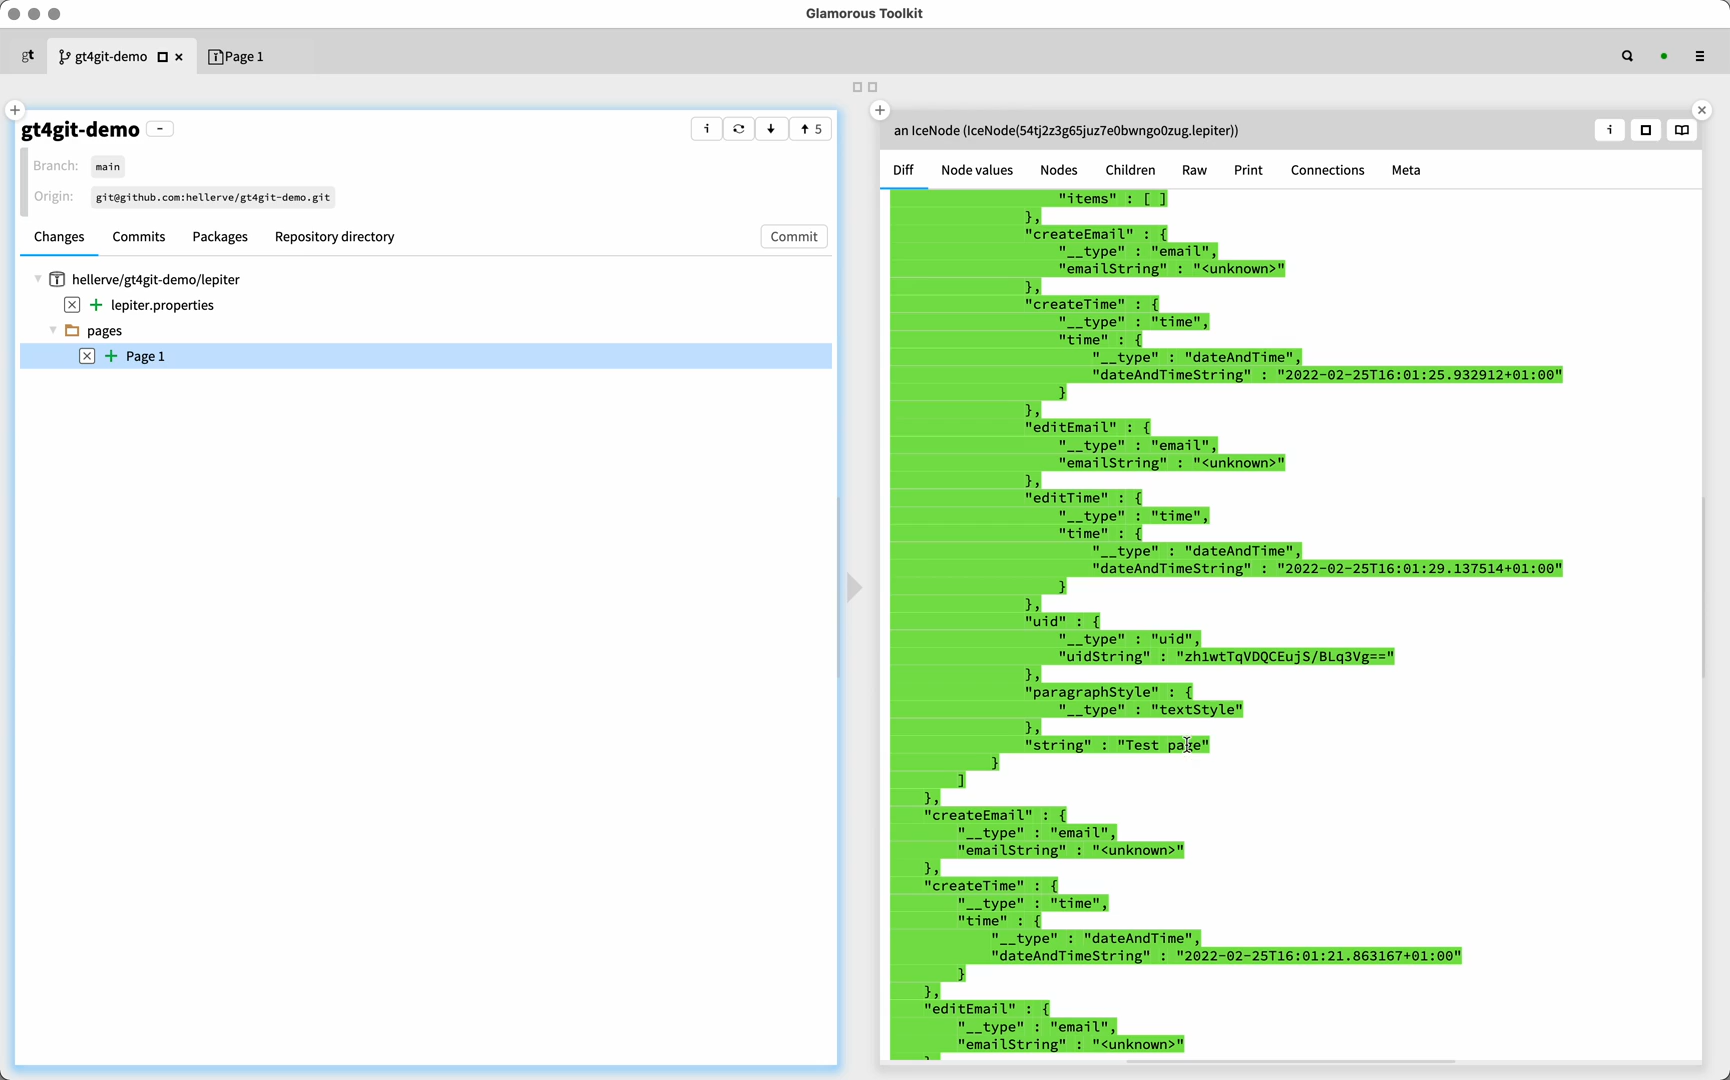 Glamorous Toolkit
gt
gt4git-demo
Page 1
gt4git-demo
5
Branch: main
Origin: git@github.com:hellerve/gt4git-demo.git
Changes Commits Packages Repository directory Commit
hellerve/gt4git-demo/lepiter
lepiter.properties
pages
Page 1
an IceNode (IceNode(54tj2z3g65juz7e0bwngo0zug.lepiter))
Diff Node values Nodes Children Raw Print Connections Meta
"items" : [ ]
},
"createEmail" : {
"__type" : "email",
"emailString" : "<unknown>"
},
"createTime" : {
"__type" : "time",
"time" : {
"__type" : "dateAndTime",
"dateAndTimeString" : "2022-02-25T16:01:25.932912+01:00"
}
},
"editEmail" : {
"__type" : "email",
"emailString" : "<unknown>"
},
"editTime" : {
"__type" : "time",
"time" : {
"__type" : "dateAndTime",
"dateAndTimeString" : "2022-02-25T16:01:29.137514+01:00"
}
},
"uid" : {
"__type" : "uid",
"uidString" : "zh1wtTqVDQCEujS/BLq3Vg=="
},
"paragraphStyle" : {
"__type" : "textStyle"
},
"string" : "Test page"
}
]
},
"createEmail" : {
"__type" : "email",
"emailString" : "<unknown>"
},
"createTime" : {
"__type" : "time",
"time" : {
"__type" : "dateAndTime",
"dateAndTimeString" : "2022-02-25T16:01:21.863167+01:00"
}
},
"editEmail" : {
"__type" : "email",
"emailString" : "<unknown>"